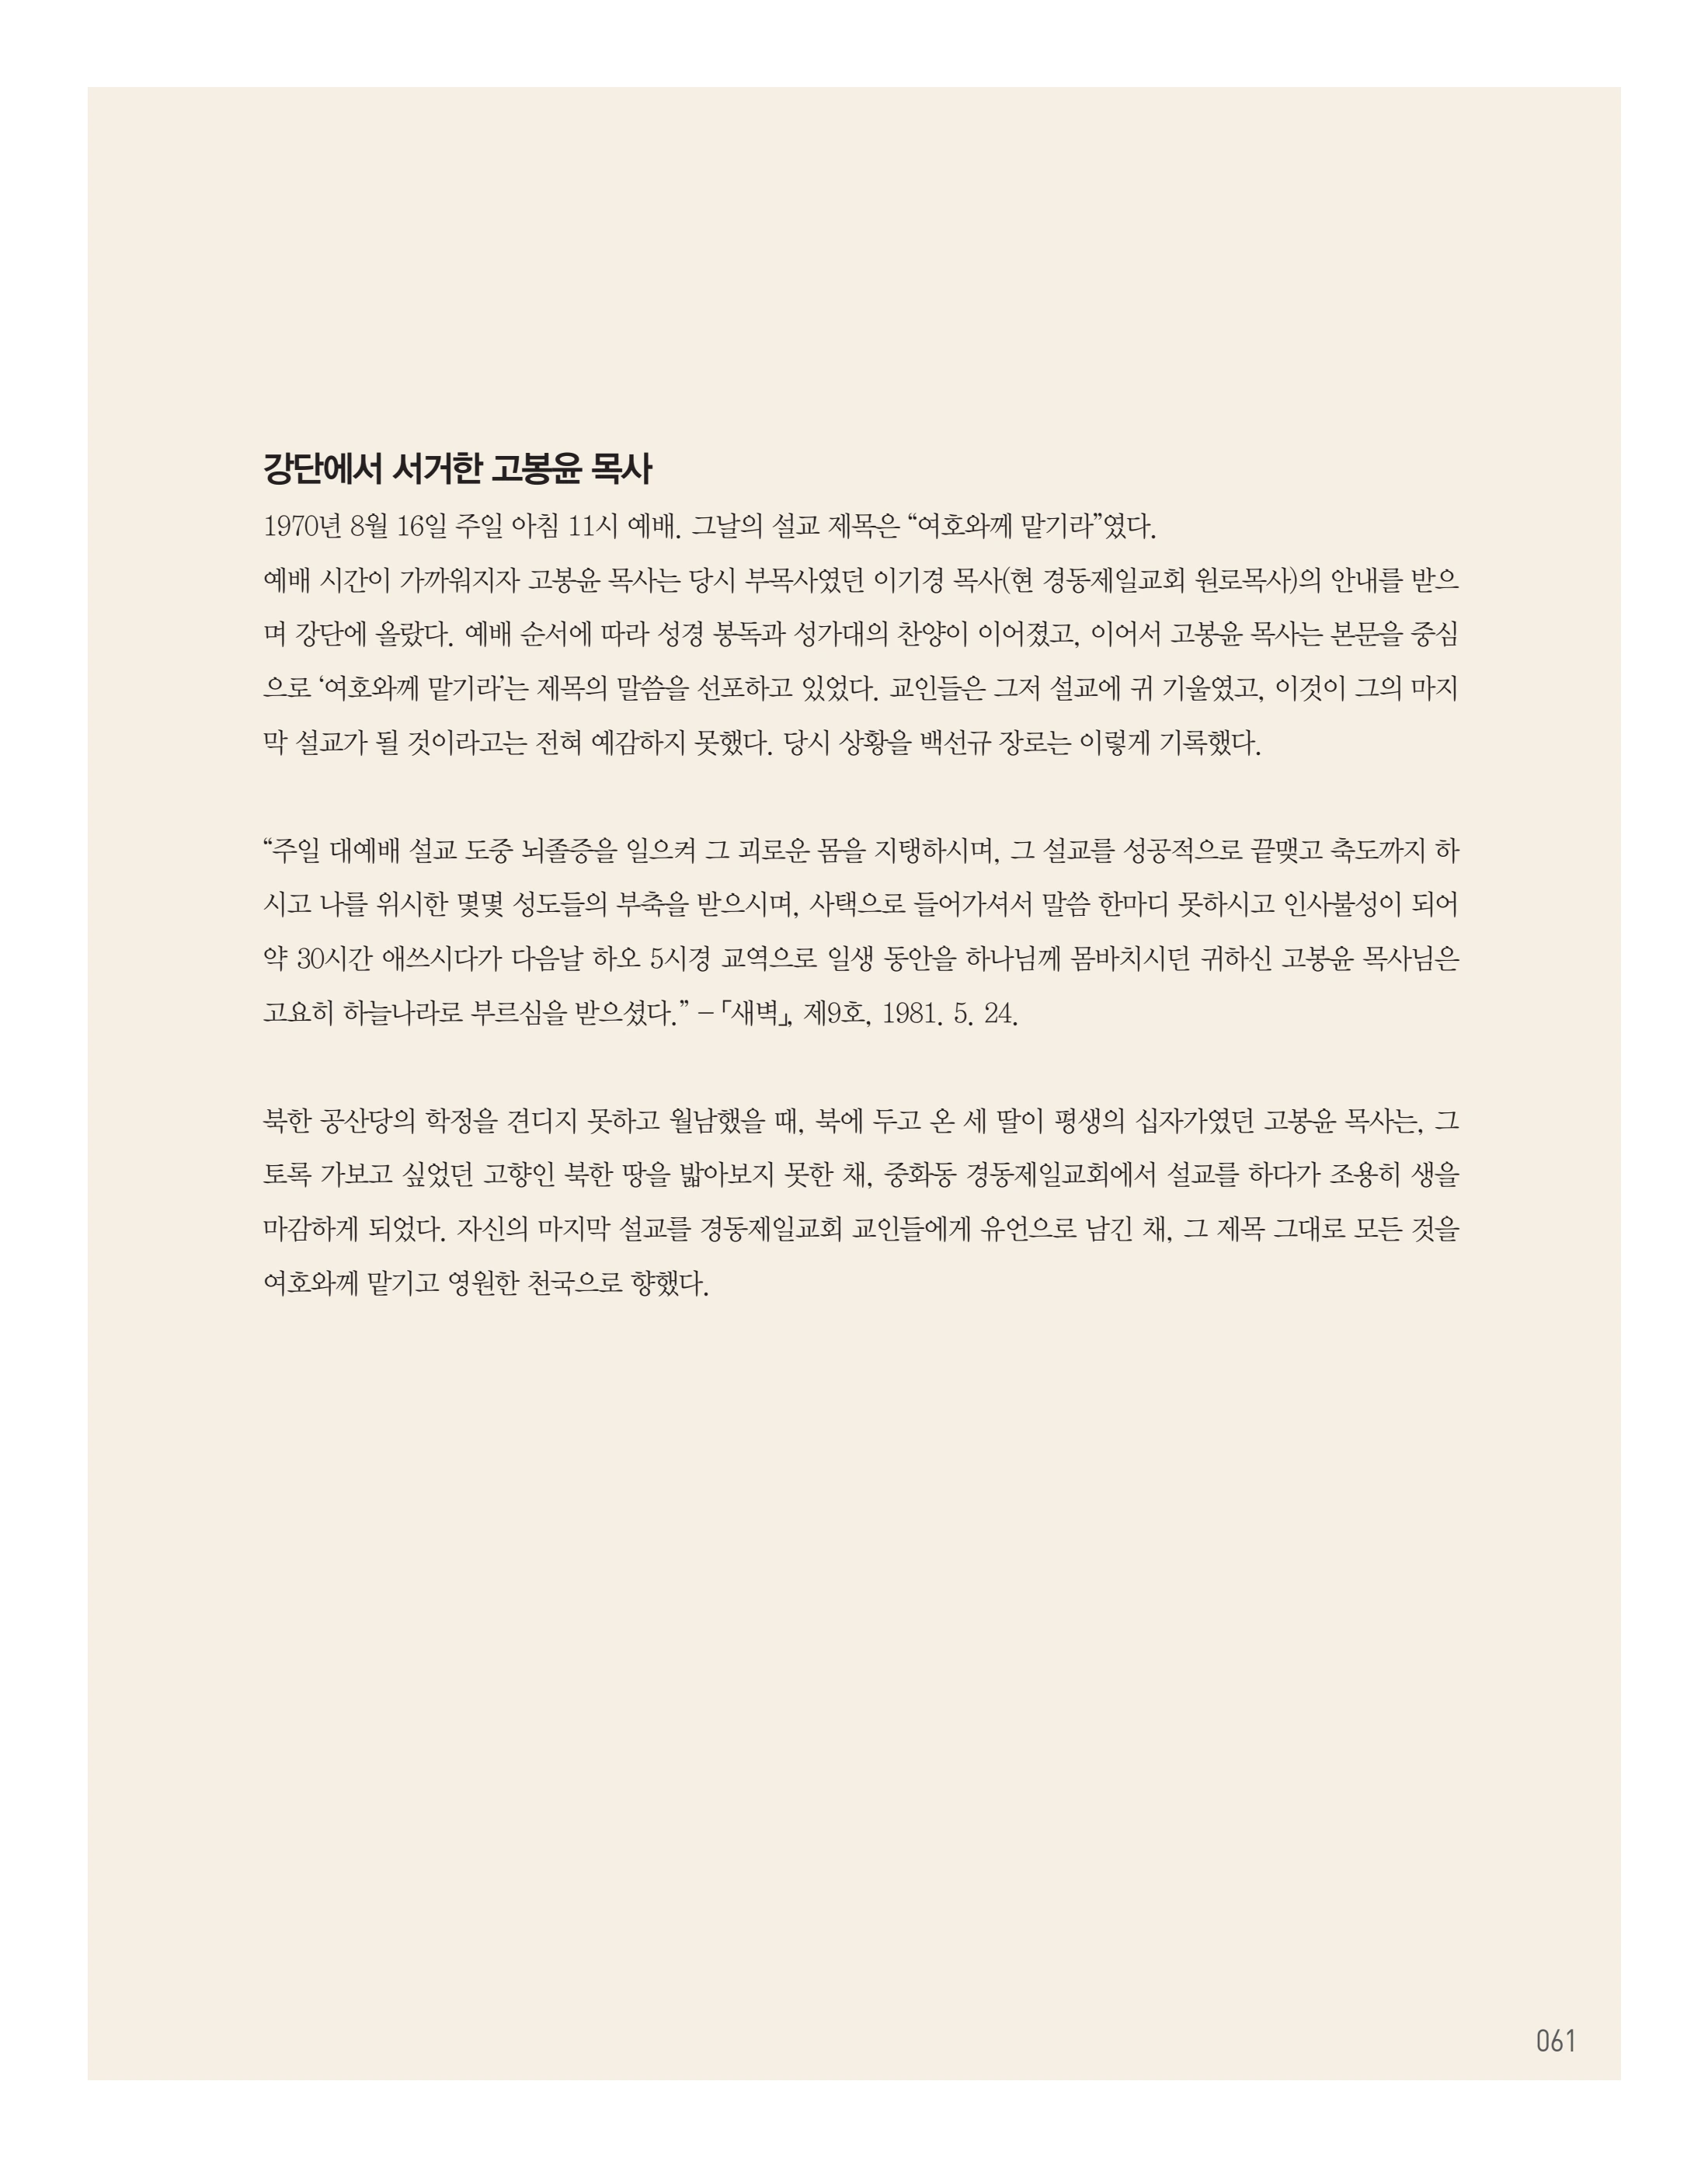 강단에서 서거한 고봉윤 목사
1970년 8월 16일 주일 아침 11시 예배. 그날의 설교 제목은 “여호와께 맡기라”였다.
예배 시간이 가까워지자 고봉윤 목사는 당시 부목사였던 이기경 목사(현 경동제일교회 원로목사)의 안내를 받으
며 강단에 올랐다. 예배 순서에 따라 성경 봉독과 성가대의 찬양이 이어졌고, 이어서 고봉윤 목사는 본문을 중심
으로 ‘여호와께 맡기라’는 제목의 말씀을 선포하고 있었다. 교인들은 그저 설교에 귀 기울였고, 이것이 그의 마지
막 설교가 될 것이라고는 전혀 예감하지 못했다. 당시 상황을 백선규 장로는 이렇게 기록했다.
“주일 대예배 설교 도중 뇌졸증을 일으켜 그 괴로운 몸을 지탱하시며, 그 설교를 성공적으로 끝맺고 축도까지 하
시고 나를 위시한 몇몇 성도들의 부축을 받으시며, 사택으로 들어가셔서 말씀 한마디 못하시고 인사불성이 되어
약 30시간 애쓰시다가 다음날 하오 5시경 교역으로 일생 동안을 하나님께 몸바치시던 귀하신 고봉윤 목사님은
고요히 하늘나라로 부르심을 받으셨다.” – 「새벽」, 제9호, 1981. 5. 24.
북한 공산당의 학정을 견디지 못하고 월남했을 때, 북에 두고 온 세 딸이 평생의 십자가였던 고봉윤 목사는, 그
토록 가보고 싶었던 고향인 북한 땅을 밟아보지 못한 채, 중화동 경동제일교회에서 설교를 하다가 조용히 생을
마감하게 되었다. 자신의 마지막 설교를 경동제일교회 교인들에게 유언으로 남긴 채, 그 제목 그대로 모든 것을
여호와께 맡기고 영원한 천국으로 향했다.
061